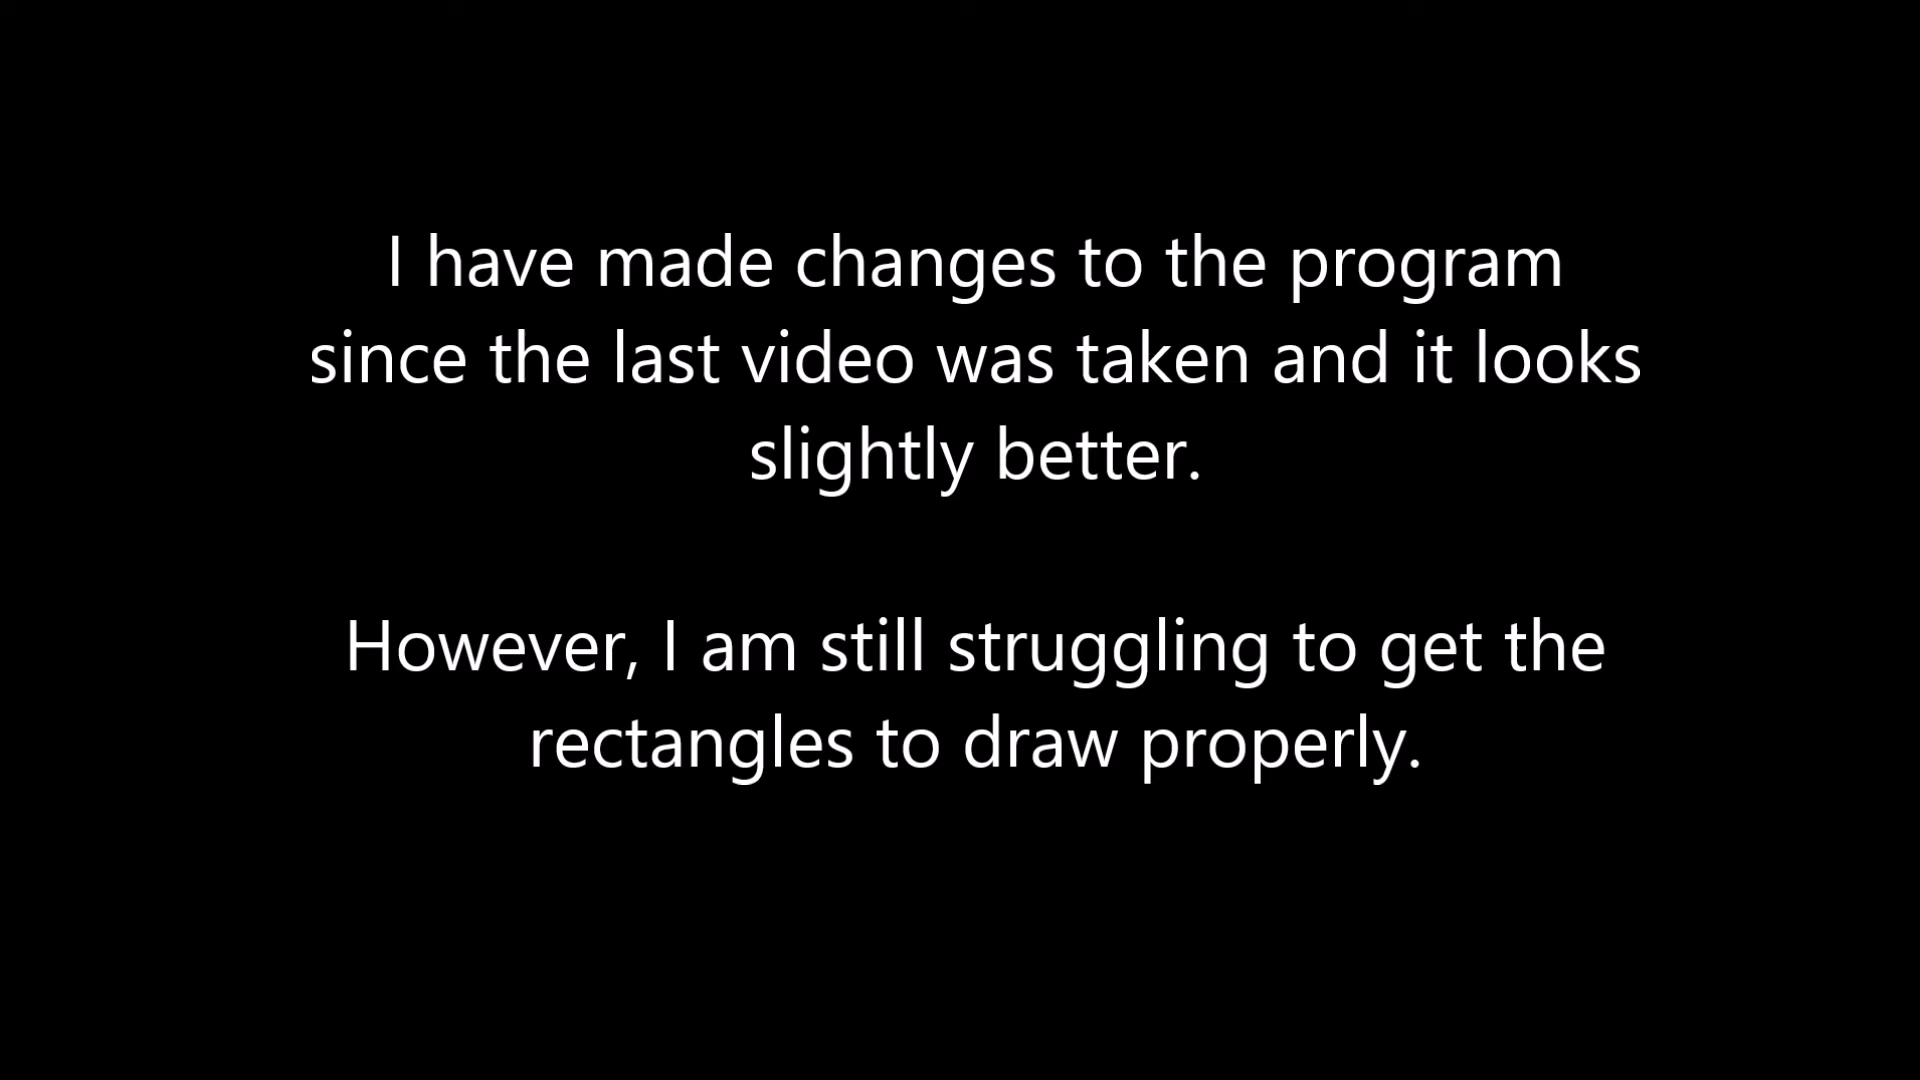 I have made changes to the program
since the last video was taken and it looks
slightly better.
However, I am still struggling to get the
rectangles to draw properly.